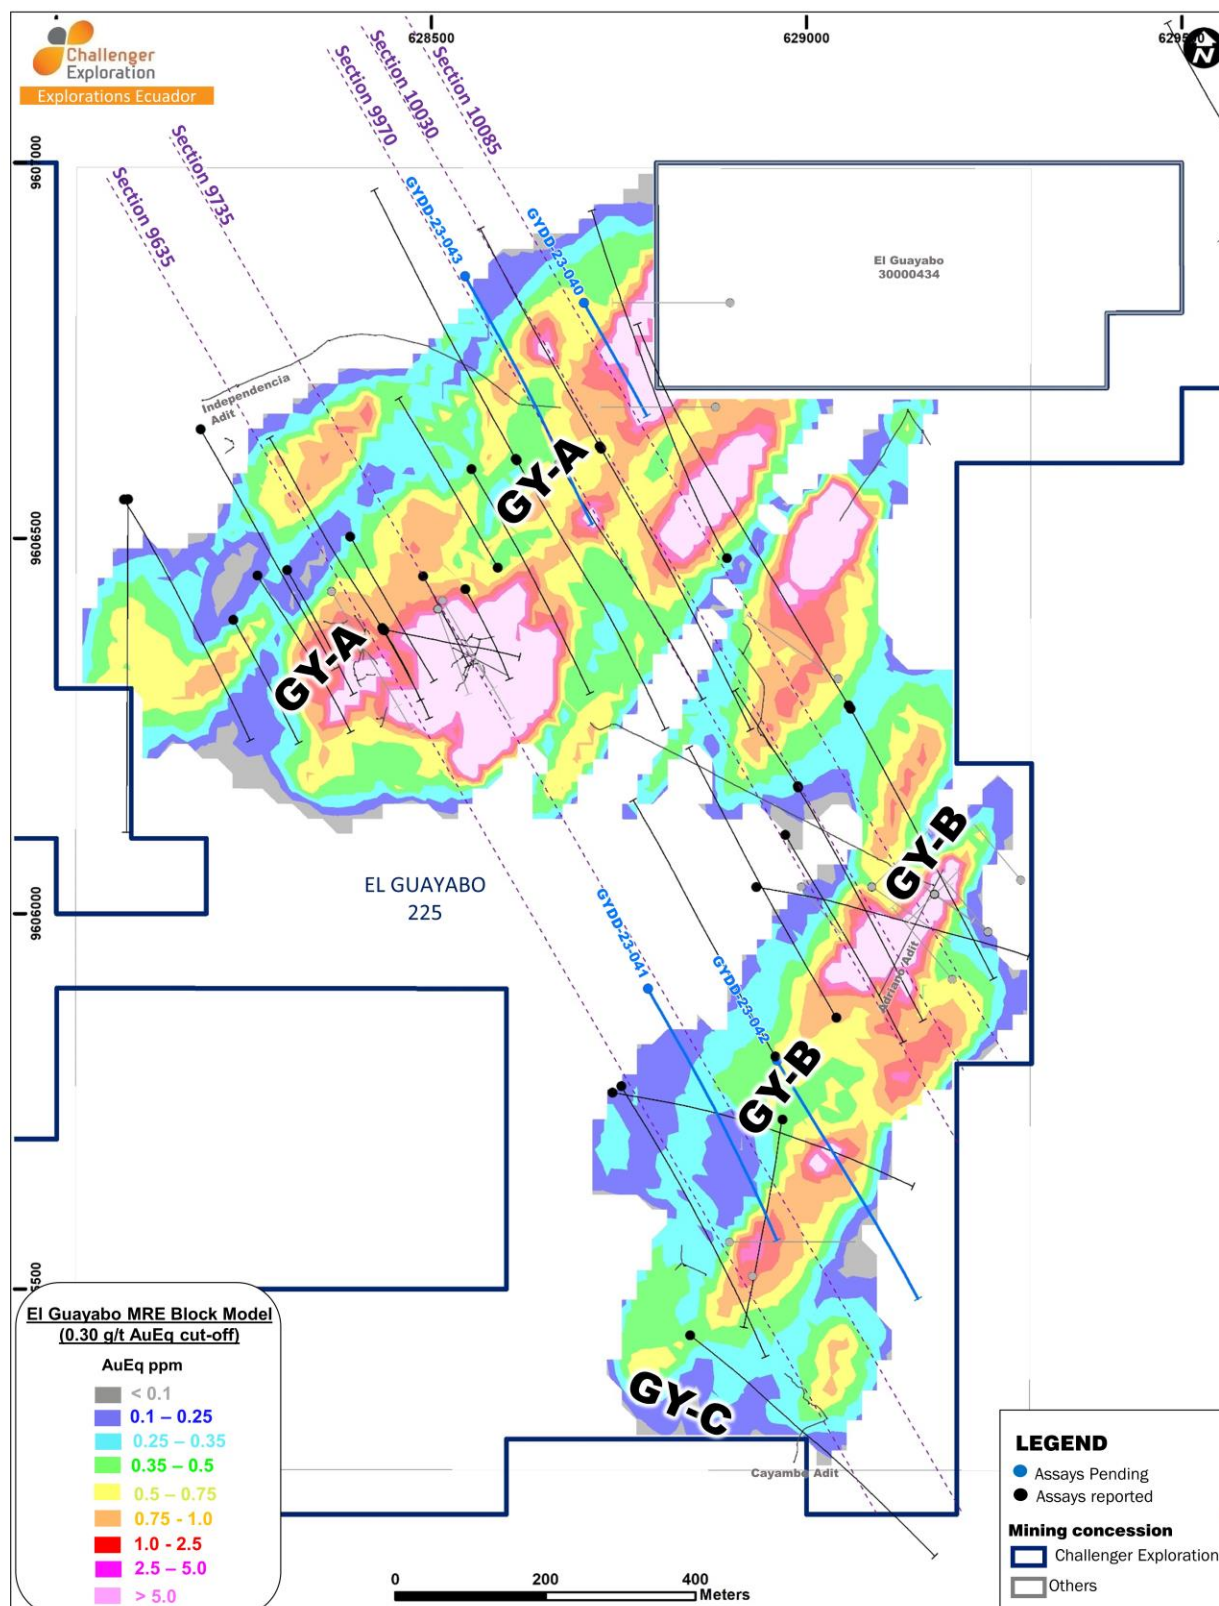 Challenger
Exploration
Explorations Ecuador
628500
629000
N
9607000
9606500
9606000
Section 9635
Section 9735
Section 9970
Section 10030
Section 10085
GYDD-23-043
GYDD-23-040
El Guayabo
30000434
Independencia
Adit
GY-A
GY-A
GY-B
EL GUAYABO
225
GYDD-23-041
GYDD-23-042
Adriano Adit
GY-B
GY-C
Cayambe Adit
El Guayabo MRE Block Model
(0.30 g/t AuEq cut-off)
AuEq ppm
< 0.1
0.1 – 0.25
0.25 – 0.35
0.35 – 0.5
0.5 – 0.75
0.75 - 1.0
1.0 - 2.5
2.5 – 5.0
> 5.0
0
200
400
Meters
LEGEND
Assays Pending
Assays reported
Mining concession
Challenger Exploration
Others